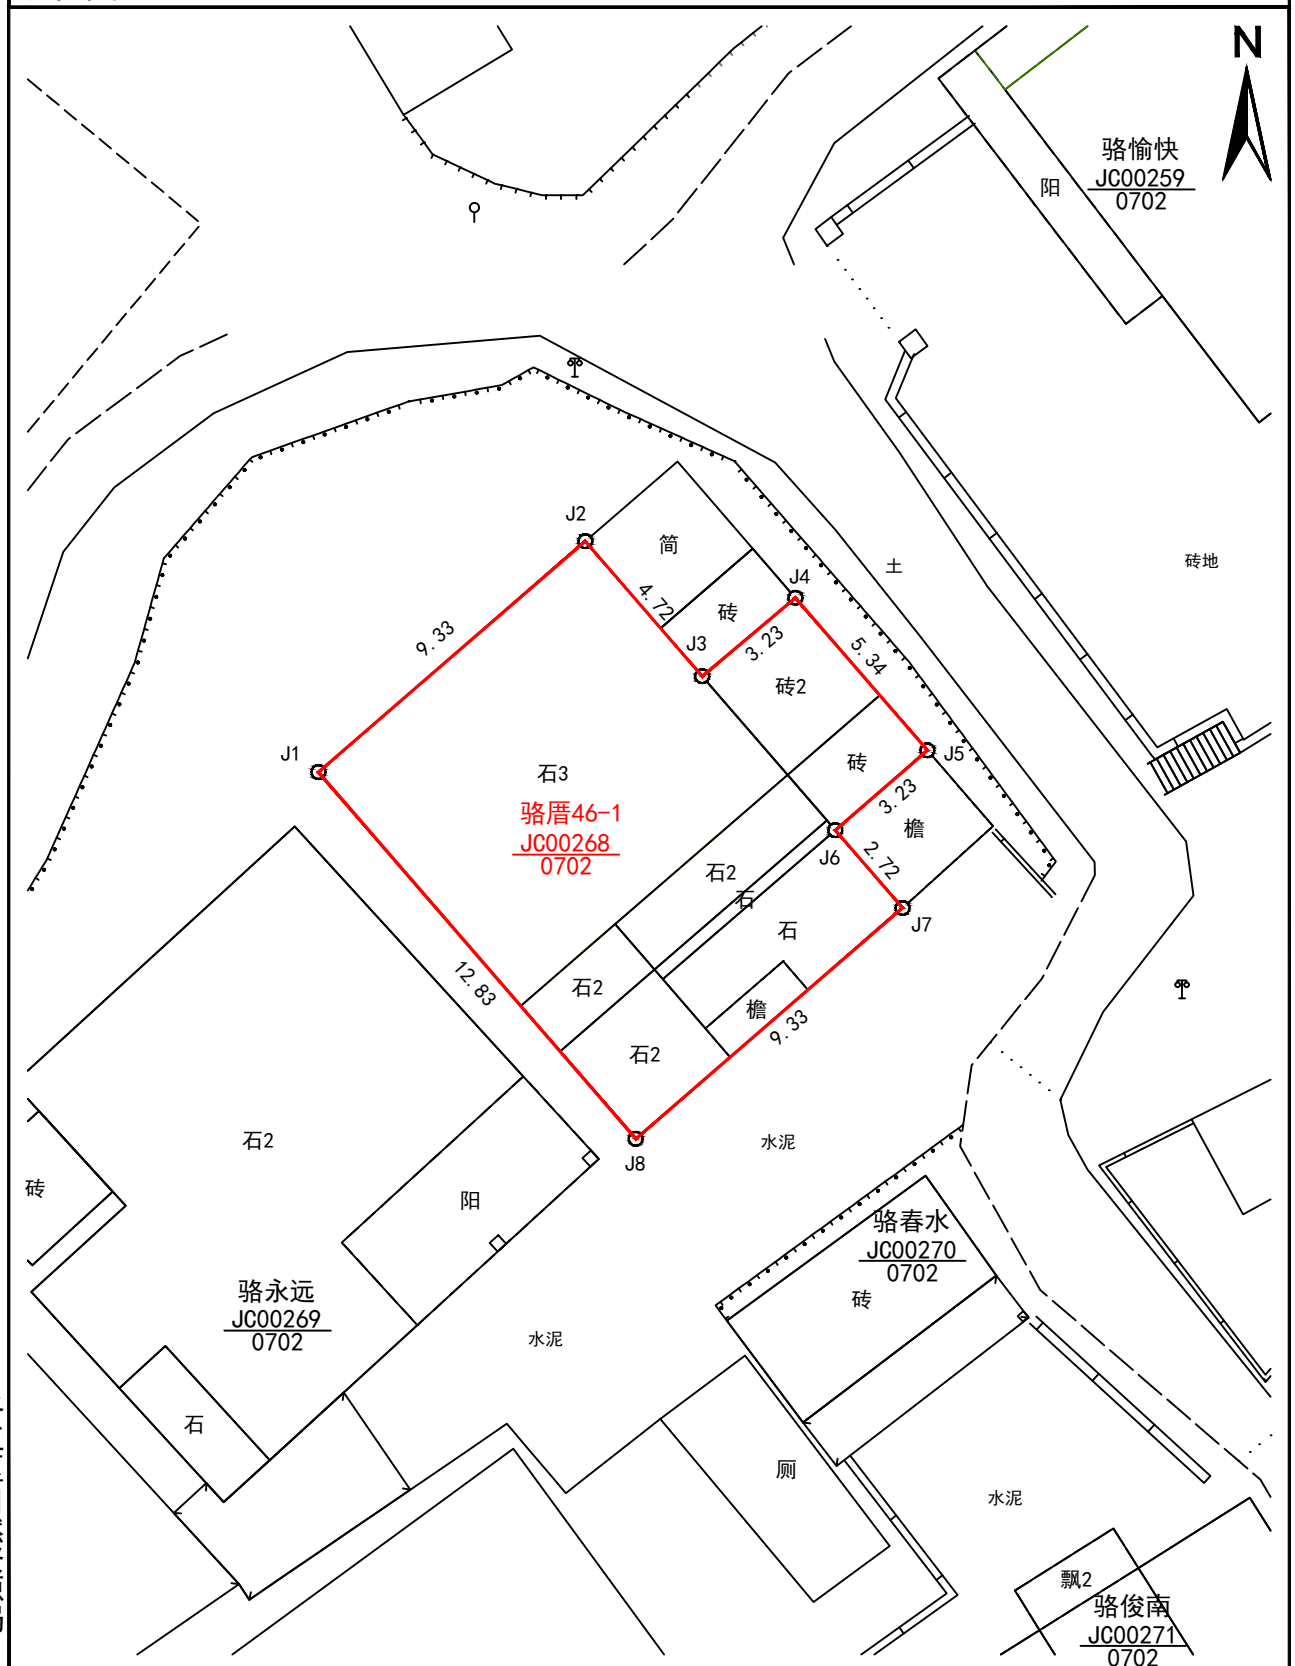 N
骆愉快
JC00259
0702
阳
J2
简
土
砖地
J4
4.72
砖
9.33
J3
3.23
5.34
砖2
J1
石3
砖
J5
骆厝46-1
JC00268
0702
3.23
檐
J6
2.72
石2
石
石
J7
12.83
石2
檐
9.33
石2
石2
水泥
J8
砖
阳
骆春水
JC00270
0702
砖
骆永远
JC00269
0702
水泥
石
厕
水泥
飘2
骆俊南
JC00271
0702